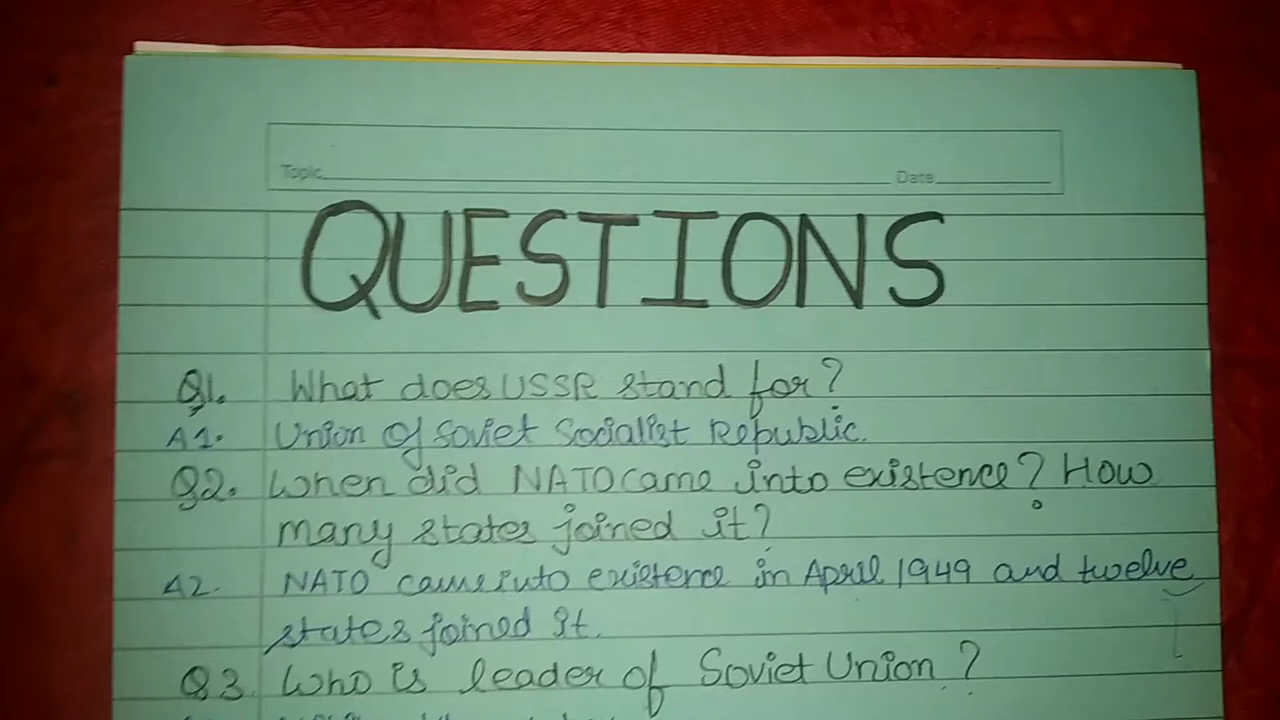 Topic Date
QUESTIONS
Q1. What does USSR stand for?
A1. Union of Soviet Socialist Republic.
Q2. When did NATO came into existence? How
many states joined it?
A2. NATO came into existence in April 1949 and twelve
states joined it.
Q3 Who is leader of Soviet Union?